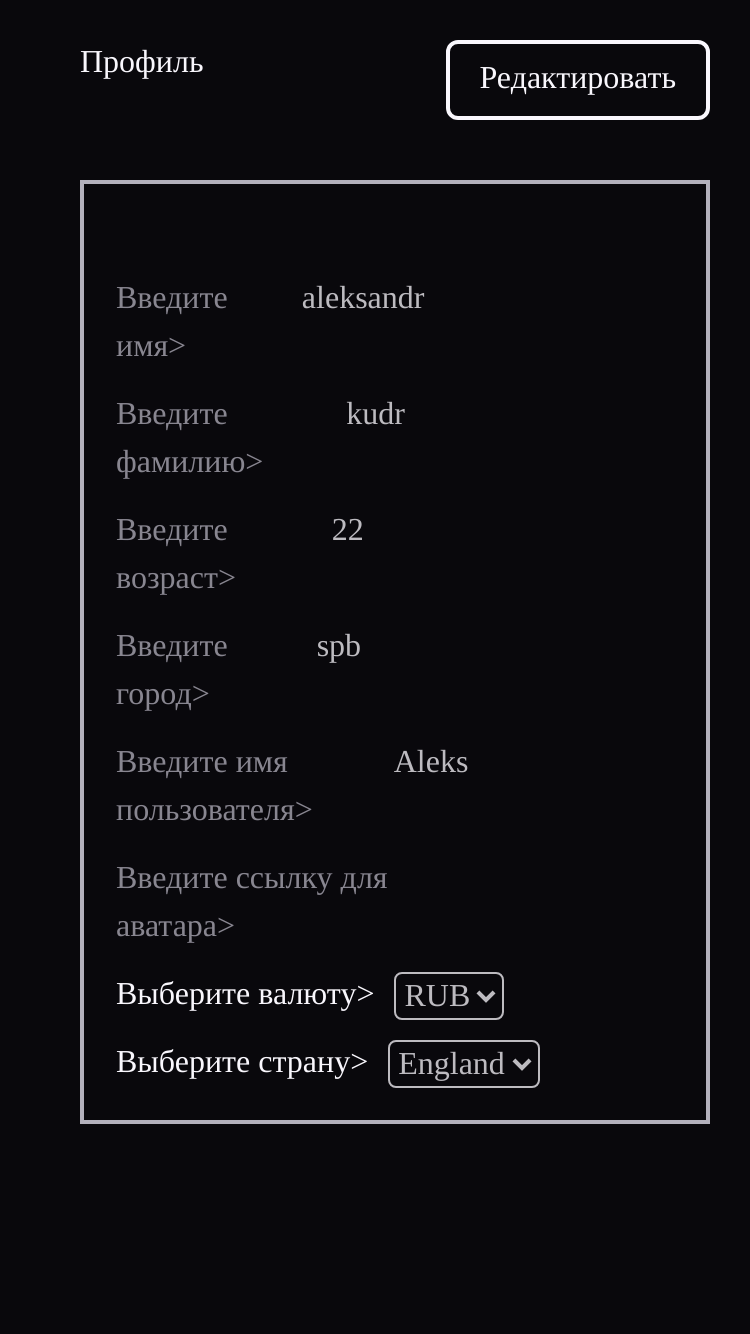 Профиль
Редактировать
Введите aleksandr
имя>
Введите kudr
фамилию>
Введите 22
возраст>
Введите spb
город>
Введите имя Aleks
пользователя>
Введите ссылку для
аватара>
Выберите валюту> RUB
Выберите страну> England